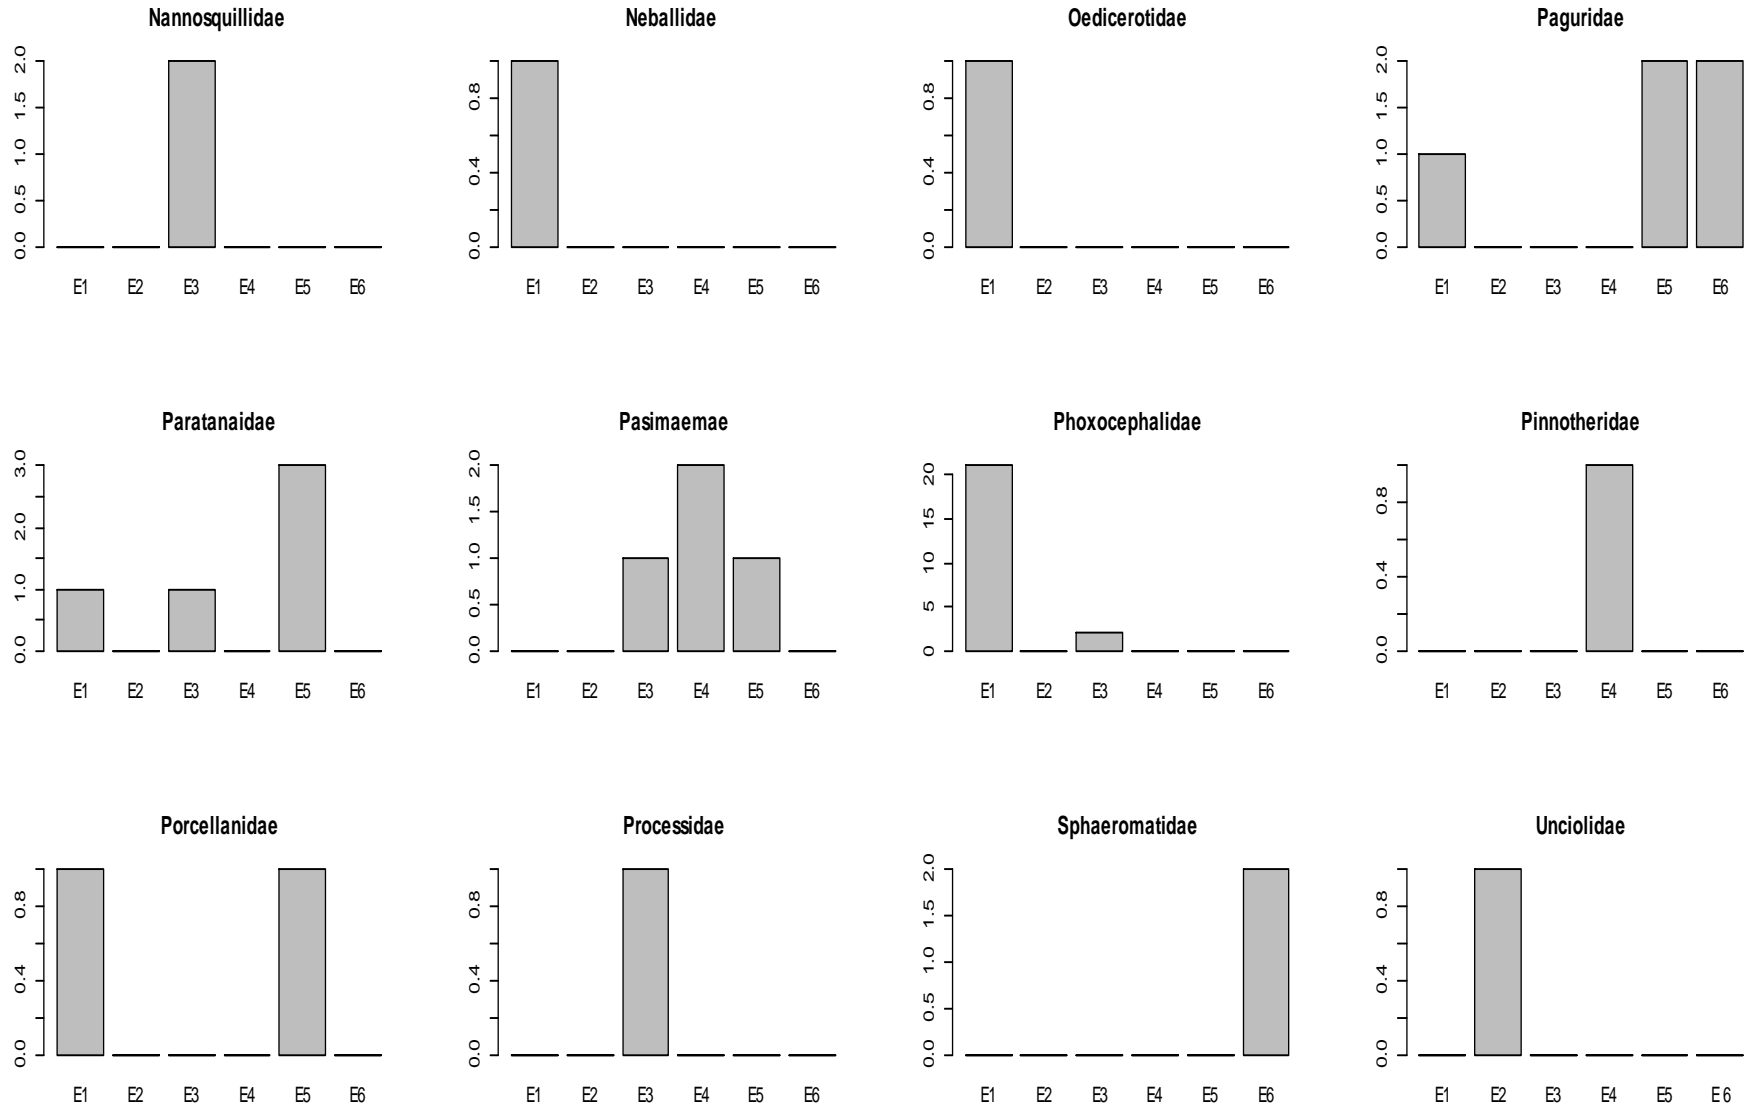 Nannosquillidae
2.0
1.5
1.0
0.5
0.0
E1 E2 E3 E4 E5 E6
Neballidae
0.8
0.4
0.0
E1 E2 E3 E4 E5 E6
Oedicerotidae
0.8
0.4
0.0
E1 E2 E3 E4 E5 E6
Paguridae
2.0
1.5
1.0
0.5
0.0
E1 E2 E3 E4 E5 E6
Paratanaidae
3.0
2.0
1.0
0.0
E1 E2 E3 E4 E5 E6
Pasimaemae
2.0
1.5
1.0
0.5
0.0
E1 E2 E3 E4 E5 E6
Phoxocephalidae
20
15
10
5
0
E1 E2 E3 E4 E5 E6
Pinnotheridae
0.8
0.4
0.0
E1 E2 E3 E4 E5 E6
Porcellanidae
0.8
0.4
0.0
E1 E2 E3 E4 E5 E6
Processidae
0.8
0.4
0.0
E1 E2 E3 E4 E5 E6
Sphaeromatidae
2.0
1.5
1.0
0.5
0.0
E1 E2 E3 E4 E5 E6
Unciolidae
0.8
0.4
0.0
E1 E2 E3 E4 E5 E 6